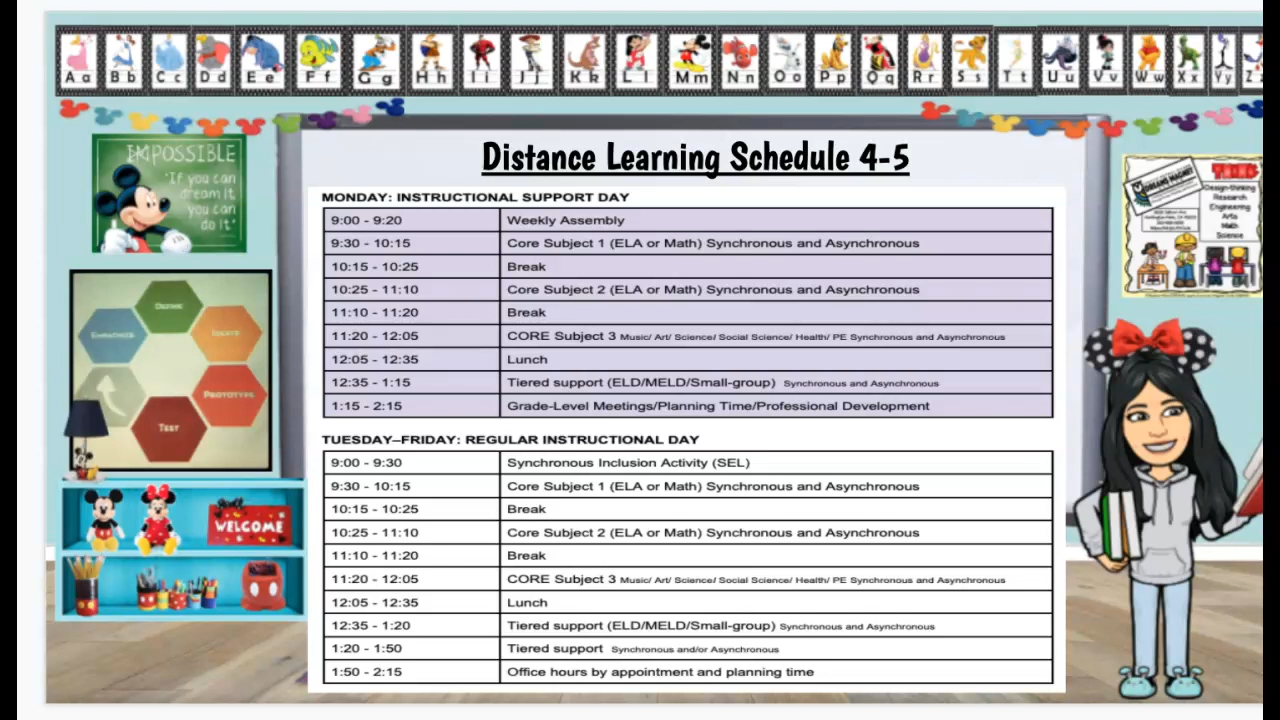 Aa Bb Cc Dd Ee Ff Gg Hh Ii Jj Kk Ll Mm Nn Oo Pp Qq Rr Ss Tt Uu Vv Ww Xx Yy Z
IMPOSSIBLE
"If you can
dream it,
you can
do it"
DEFINE
EMPATHIZE
IDEATE
PROTOTYPE
TEST
WELCOME
Distance Learning Schedule 4-5
MONDAY: INSTRUCTIONAL SUPPORT DAY
9:00 - 9:20 Weekly Assembly
9:30 - 10:15 Core Subject 1 (ELA or Math) Synchronous and Asynchronous
10:15 - 10:25 Break
10:25 - 11:10 Core Subject 2 (ELA or Math) Synchronous and Asynchronous
11:10 - 11:20 Break
11:20 - 12:05 CORE Subject 3 Music/ Art/ Science/ Social Science/ Health/ PE Synchronous and Asynchronous
12:05 - 12:35 Lunch
12:35 - 1:15 Tiered support (ELD/MELD/Small-group) Synchronous and Asynchronous
1:15 - 2:15 Grade-Level Meetings/Planning Time/Professional Development
TUESDAY–FRIDAY: REGULAR INSTRUCTIONAL DAY
9:00 - 9:30 Synchronous Inclusion Activity (SEL)
9:30 - 10:15 Core Subject 1 (ELA or Math) Synchronous and Asynchronous
10:15 - 10:25 Break
10:25 - 11:10 Core Subject 2 (ELA or Math) Synchronous and Asynchronous
11:10 - 11:20 Break
11:20 - 12:05 CORE Subject 3 Music/ Art/ Science/ Social Science/ Health/ PE Synchronous and Asynchronous
12:05 - 12:35 Lunch
12:35 - 1:20 Tiered support (ELD/MELD/Small-group) Synchronous and Asynchronous
1:20 - 1:50 Tiered support Synchronous and/or Asynchronous
1:50 - 2:15 Office hours by appointment and planning time
DREAMS MAGNET
Design-thinking
Research
Engineering
Arts
Math
Science